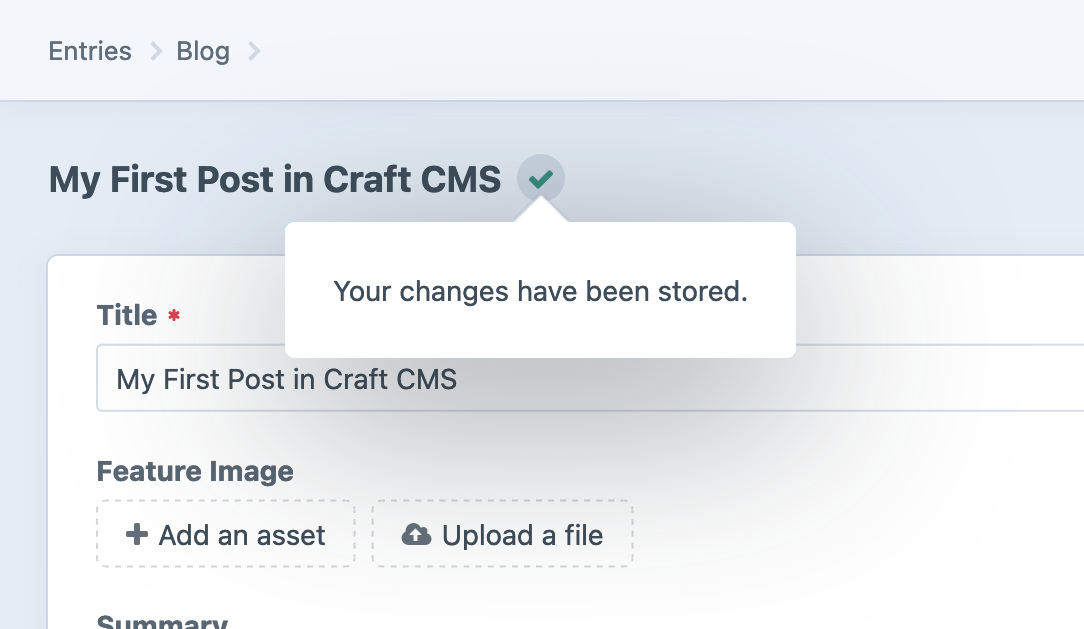 Entries > Blog >
My First Post in Craft CMS
Your changes have been stored.
Title *
My First Post in Craft CMS
Feature Image
+ Add an asset Upload a file
Summary